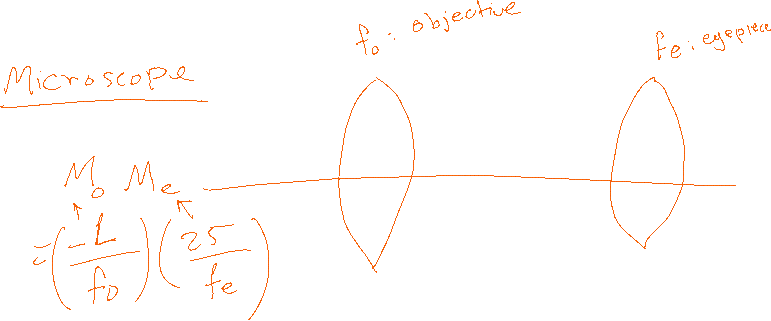 fo: objective
fe: eyepiece
Microscope
Mo Me
= (-L/fo) (25/fe)